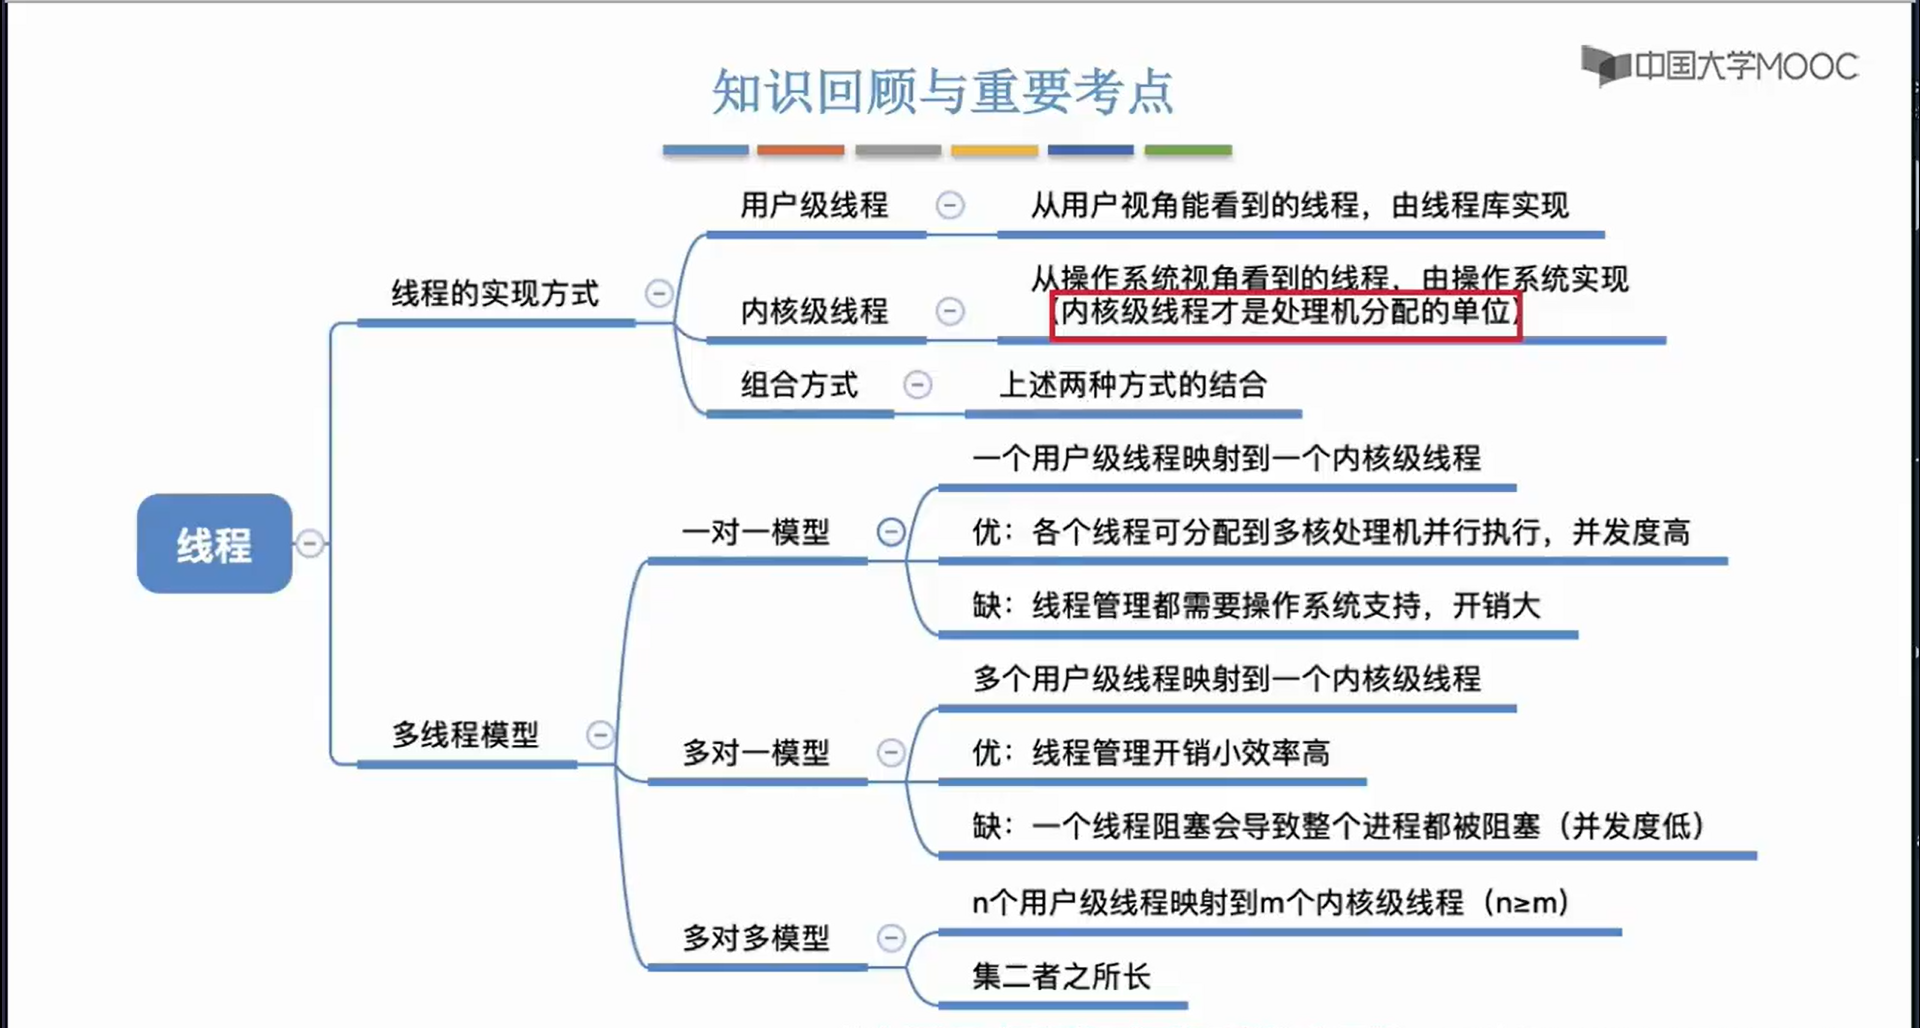 中国大学MOOC
知识回顾与重要考点
线程
线程的实现方式
用户级线程
从用户视角能看到的线程，由线程库实现
内核级线程
从操作系统视角看到的线程，由操作系统实现
（内核级线程才是处理机分配的单位）
组合方式
上述两种方式的结合
多线程模型
一对一模型
一个用户级线程映射到一个内核级线程
优：各个线程可分配到多核处理机并行执行，并发度高
缺：线程管理都需要操作系统支持，开销大
多对一模型
多个用户级线程映射到一个内核级线程
优：线程管理开销小效率高
缺：一个线程阻塞会导致整个进程都被阻塞（并发度低）
多对多模型
n个用户级线程映射到m个内核级线程（n≥m）
集二者之所长